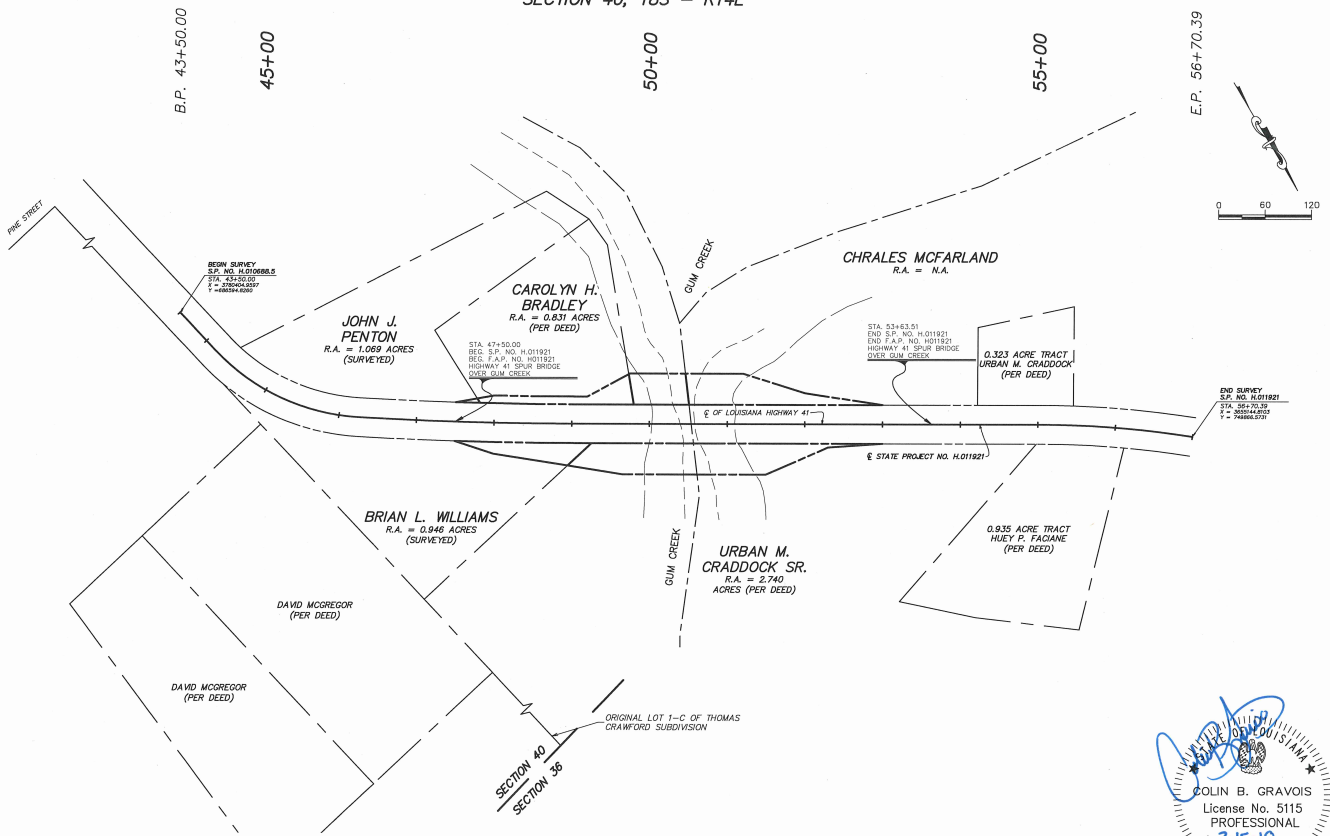 SECTION 40, T8S - R14E
B.P. 43+50.00
45+00
50+00
55+00
E.P. 56+70.39
0 60 120
PINE STREET
BEGIN SURVEY
S.P. NO. H.010688.5
STA. 43+50.00
X = 3780404.9597
Y =686594.8260
JOHN J.
PENTON
R.A. = 1.069 ACRES
(SURVEYED)
CAROLYN H.
BRADLEY
R.A. = 0.831 ACRES
(PER DEED)
STA. 47+50.00
BEG. S.P. NO. H.011921
BEG. F.A.P. NO. H011921
HIGHWAY 41 SPUR BRIDGE
OVER GUM CREEK
GUM CREEK
CHRALES MCFARLAND
R.A. = N.A.
STA. 53+63.51
END S.P. NO. H.011921
END F.A.P. NO. H011921
HIGHWAY 41 SPUR BRIDGE
OVER GUM CREEK
0.323 ACRE TRACT
URBAN M. CRADDOCK
(PER DEED)
END SURVEY
S.P. NO. H.011921
STA. 56+70.39
X = 3655144.8103
Y = 749866.5731
℄ OF LOUISIANA HIGHWAY 41
℄ STATE PROJECT NO. H.011921
BRIAN L. WILLIAMS
R.A. = 0.946 ACRES
(SURVEYED)
GUM CREEK
URBAN M.
CRADDOCK SR.
R.A. = 2.740
ACRES (PER DEED)
0.935 ACRE TRACT
HUEY P. FACIANE
(PER DEED)
DAVID MCGREGOR
(PER DEED)
DAVID MCGREGOR
(PER DEED)
ORIGINAL LOT 1-C OF THOMAS
CRAWFORD SUBDIVISION
SECTION 40
SECTION 36
STATE OF LOUISIANA
COLIN B. GRAVOIS
License No. 5115
PROFESSIONAL